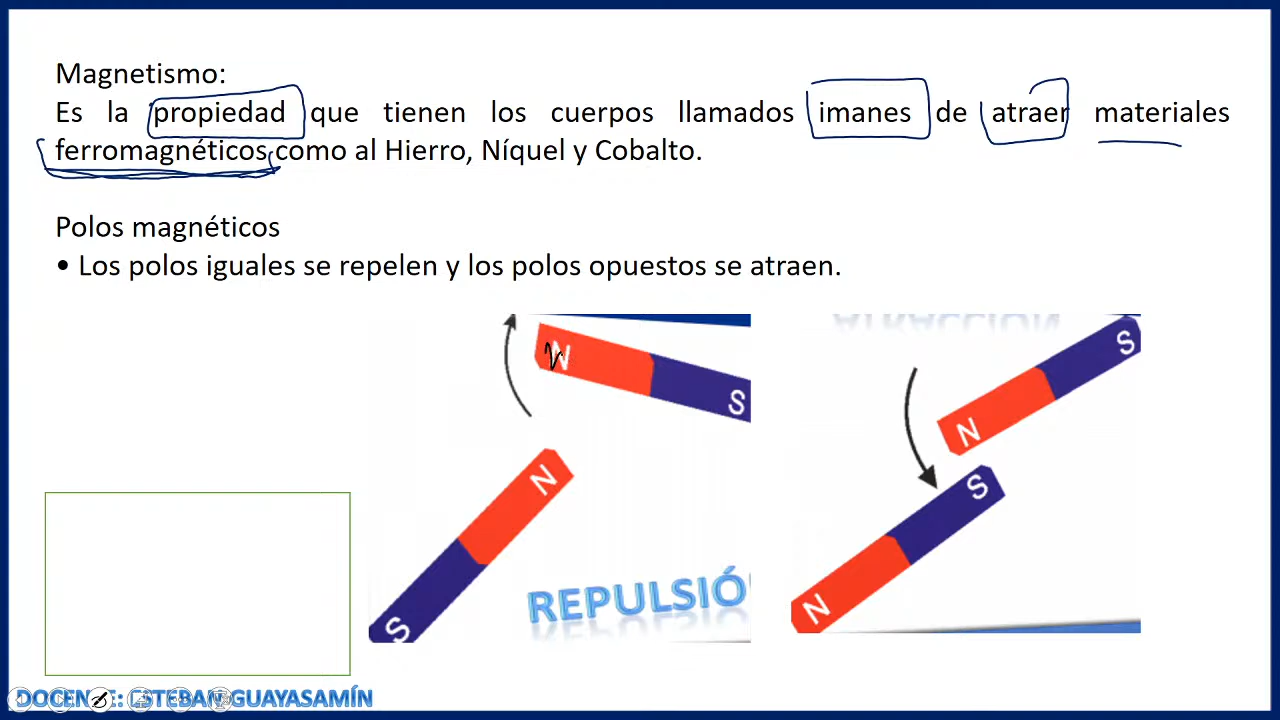 Magnetismo:
Es la propiedad que tienen los cuerpos llamados imanes de atraer materiales
ferromagnéticos como al Hierro, Níquel y Cobalto.
Polos magnéticos
• Los polos iguales se repelen y los polos opuestos se atraen.
ATRACCIÓN
N
S
N
S
REPULSIÓ
S
N
S
N
DOCENTE: ESTEBAN GUAYASAMÍN